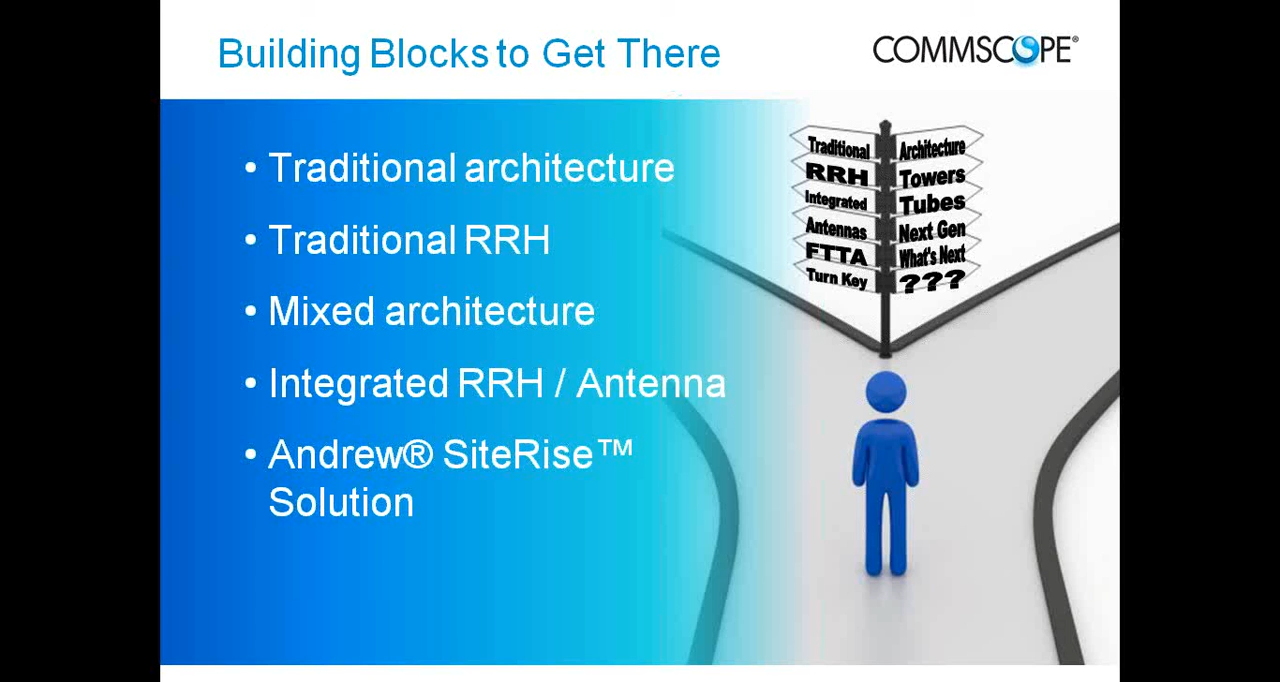 Building Blocks to Get There
COMMSCOPE®
• Traditional architecture
• Traditional RRH
• Mixed architecture
• Integrated RRH / Antenna
• Andrew® SiteRise™
Solution
Traditional Architecture
RRH Towers
Integrated Tubes
Antennas Next Gen
FTTA What's Next
Turn Key ???